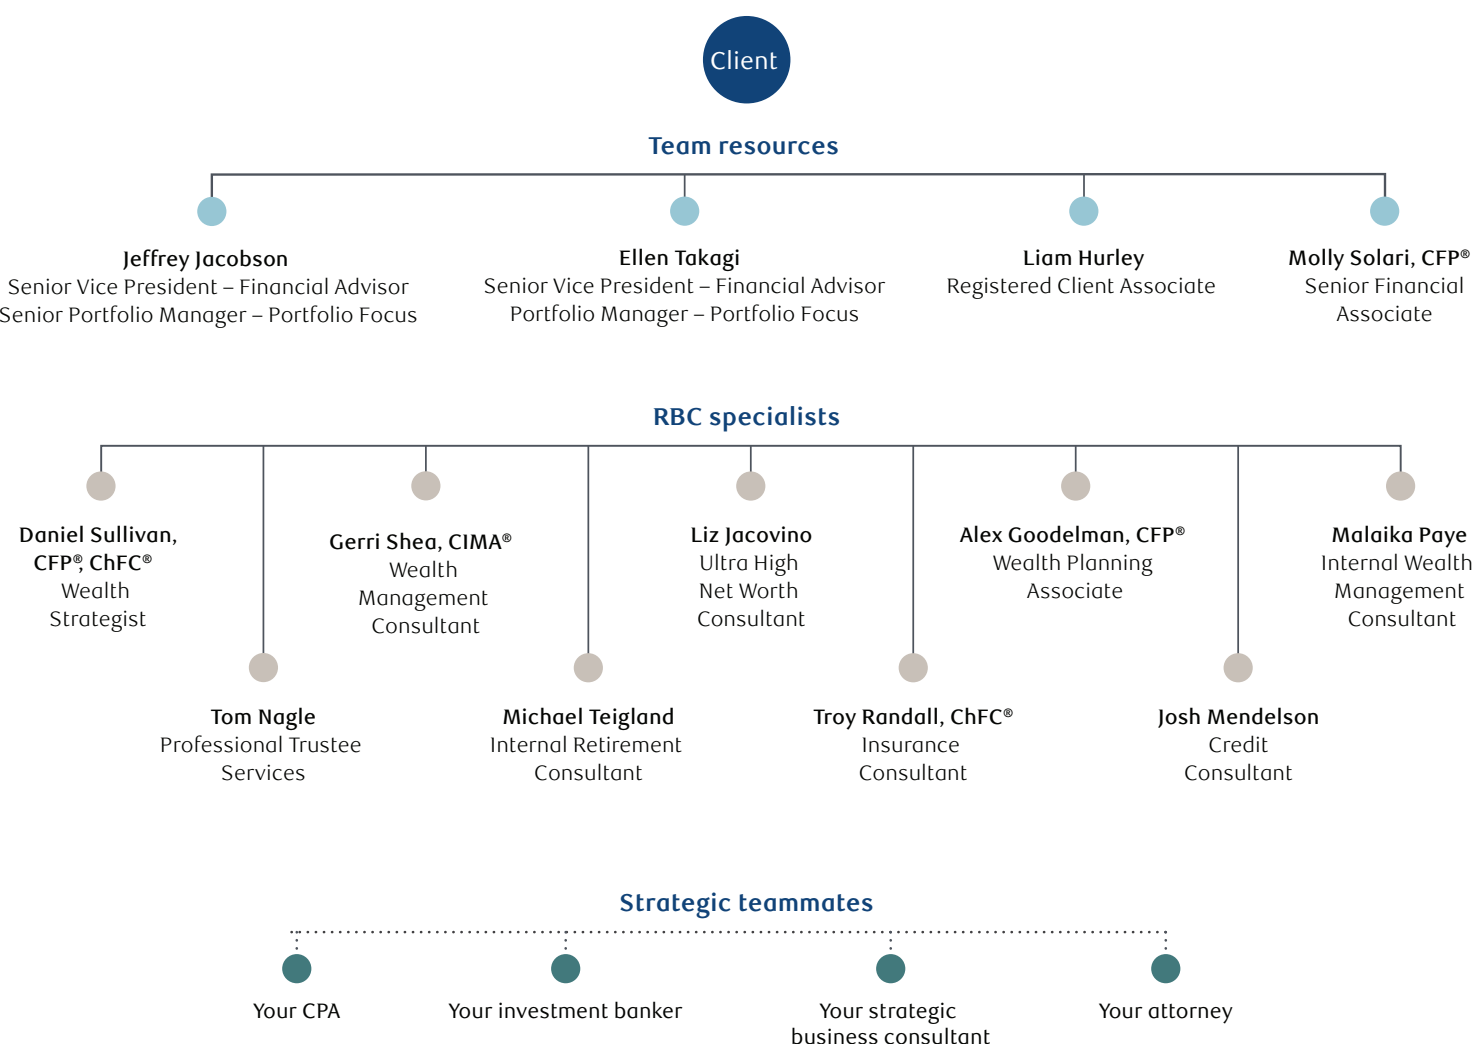 Client
Team resources
Jeffrey Jacobson
Senior Vice President – Financial Advisor
Senior Portfolio Manager – Portfolio Focus
Ellen Takagi
Senior Vice President – Financial Advisor
Portfolio Manager – Portfolio Focus
Liam Hurley
Registered Client Associate
Molly Solari, CFP®
Senior Financial
Associate
RBC specialists
Daniel Sullivan,
CFP®, ChFC®
Wealth
Strategist
Gerri Shea, CIMA®
Wealth
Management
Consultant
Liz Jacovino
Ultra High
Net Worth
Consultant
Alex Goodelman, CFP®
Wealth Planning
Associate
Malaika Paye
Internal Wealth
Management
Consultant
Tom Nagle
Professional Trustee
Services
Michael Teigland
Internal Retirement
Consultant
Troy Randall, ChFC®
Insurance
Consultant
Josh Mendelson
Credit
Consultant
Strategic teammates
Your CPA
Your investment banker
Your strategic
business consultant
Your attorney